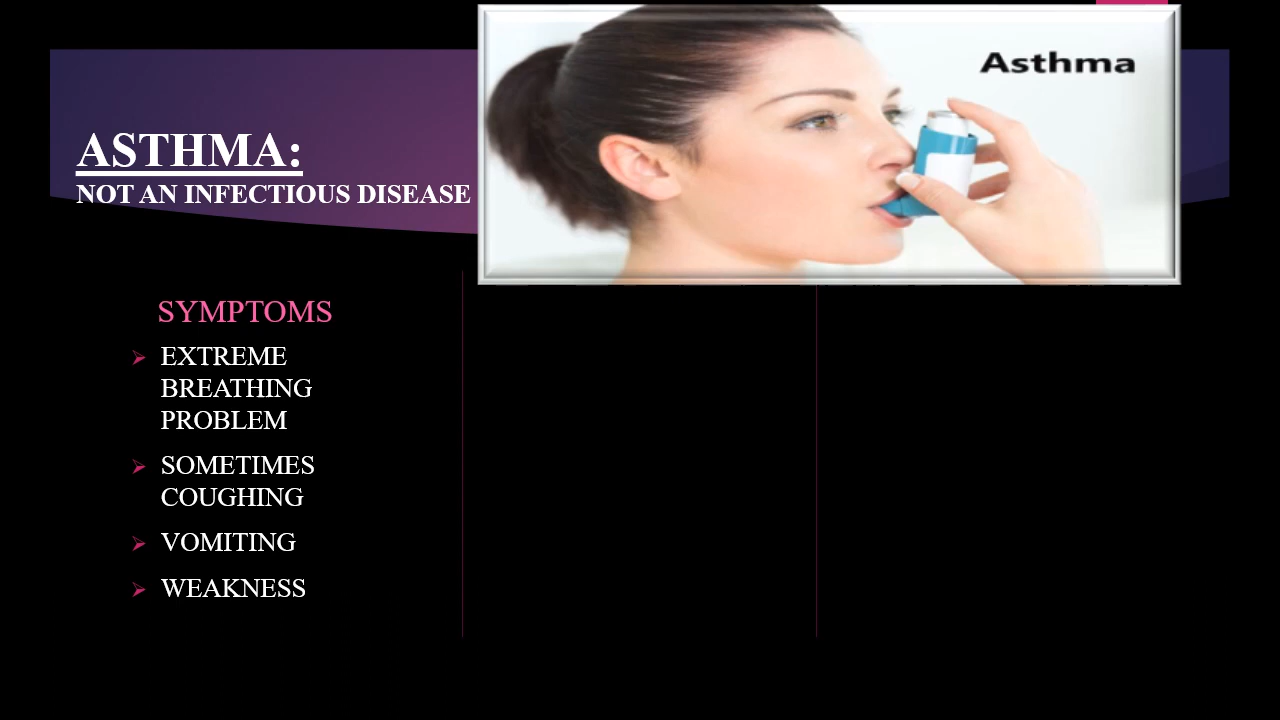 ASTHMA:
NOT AN INFECTIOUS DISEASE
Asthma
SYMPTOMS
EXTREME
BREATHING
PROBLEM
SOMETIMES
COUGHING
VOMITING
WEAKNESS